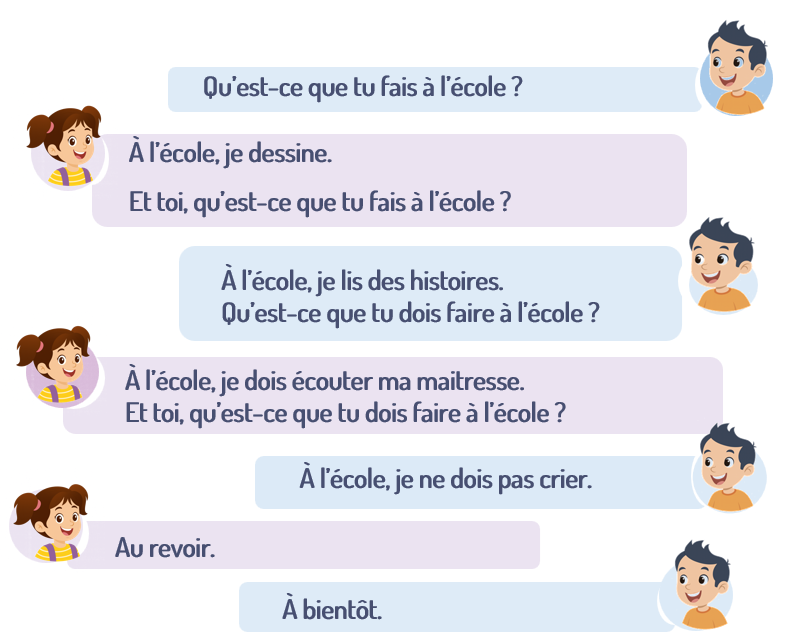 Qu'est-ce que tu fais à l'école ?
À l'école, je dessine.
Et toi, qu'est-ce que tu fais à l'école ?
À l'école, je lis des histoires.
Qu'est-ce que tu dois faire à l'école ?
À l'école, je dois écouter ma maitresse.
Et toi, qu'est-ce que tu dois faire à l'école ?
À l'école, je ne dois pas crier.
Au revoir.
À bientôt.